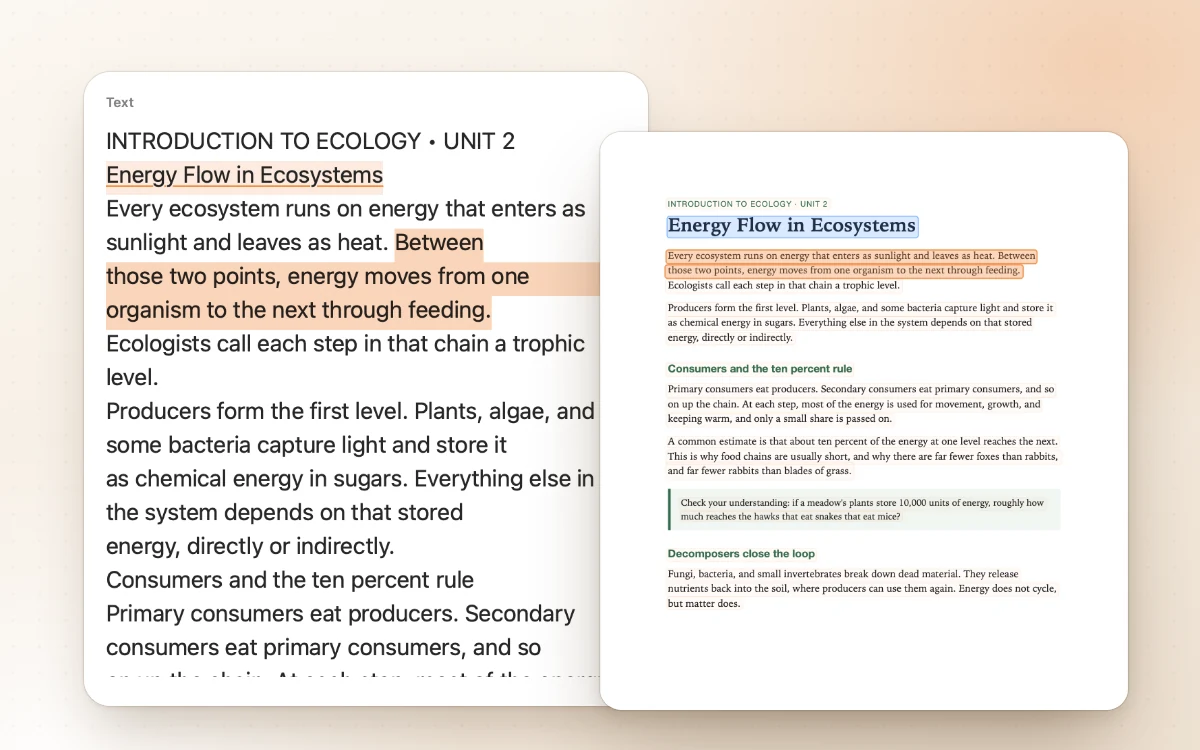 Text
INTRODUCTION TO ECOLOGY • UNIT 2
Energy Flow in Ecosystems
Every ecosystem runs on energy that enters as
sunlight and leaves as heat. Between
those two points, energy moves from one
organism to the next through feeding.
Ecologists call each step in that chain a trophic
level.
Producers form the first level. Plants, algae, and
some bacteria capture light and store it
as chemical energy in sugars. Everything else in
the system depends on that stored
energy, directly or indirectly.
Consumers and the ten percent rule
Primary consumers eat producers. Secondary
consumers eat primary consumers, and so
on up the chain. At each step, most of the energy
INTRODUCTION TO ECOLOGY · UNIT 2
Energy Flow in Ecosystems
Every ecosystem runs on energy that enters as sunlight and leaves as heat. Between
those two points, energy moves from one organism to the next through feeding.
Ecologists call each step in that chain a trophic level.
Producers form the first level. Plants, algae, and some bacteria capture light and store it
as chemical energy in sugars. Everything else in the system depends on that stored
energy, directly or indirectly.
Consumers and the ten percent rule
Primary consumers eat producers. Secondary consumers eat primary consumers, and so
on up the chain. At each step, most of the energy is used for movement, growth, and
keeping warm, and only a small share is passed on.
A common estimate is that about ten percent of the energy at one level reaches the next.
This is why food chains are usually short, and why there are far fewer foxes than rabbits,
and far fewer rabbits than blades of grass.
Check your understanding: if a meadow's plants store 10,000 units of energy, roughly how
much reaches the hawks that eat snakes that eat mice?
Decomposers close the loop
Fungi, bacteria, and small invertebrates break down dead material. They release
nutrients back into the soil, where producers can use them again. Energy does not cycle,
but matter does.